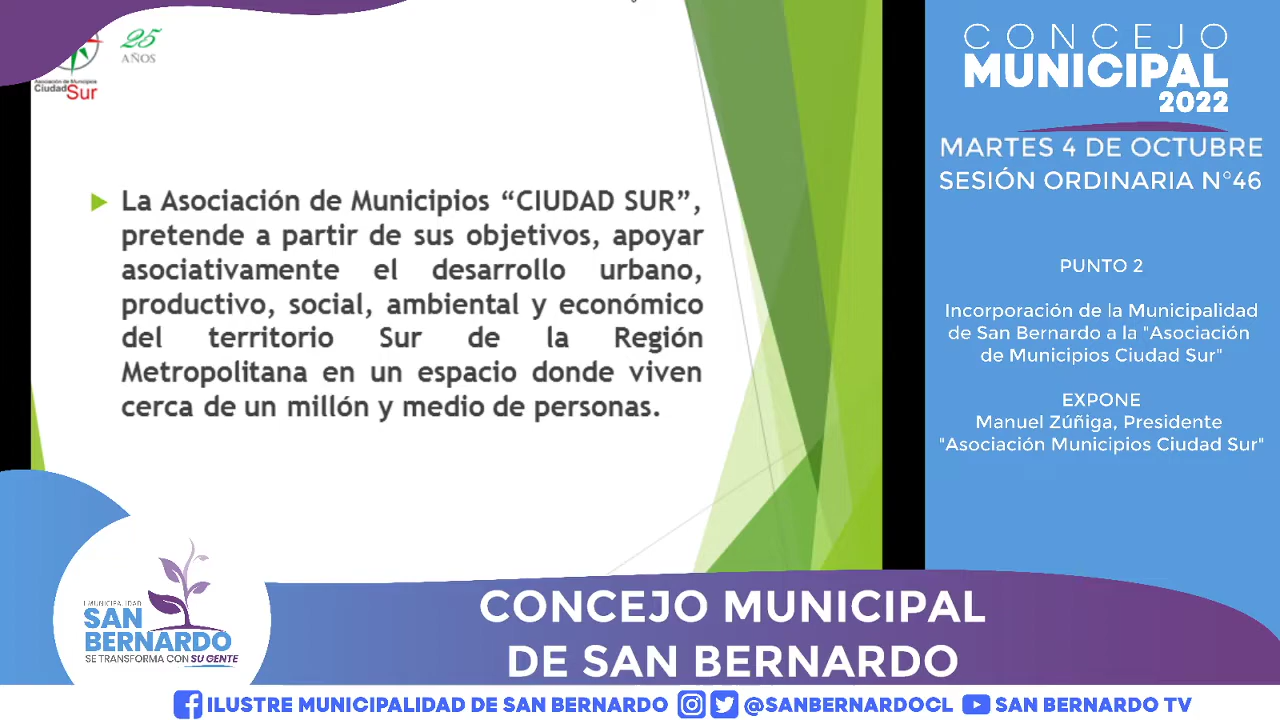 25
AÑOS
Asociación de Municipios
CiudadSur
La Asociación de Municipios “CIUDAD SUR”,
pretende a partir de sus objetivos, apoyar
asociativamente el desarrollo urbano,
productivo, social, ambiental y económico
del territorio Sur de la Región
Metropolitana en un espacio donde viven
cerca de un millón y medio de personas.
CONCEJO
MUNICIPAL
2022
MARTES 4 DE OCTUBRE
SESIÓN ORDINARIA N°46
PUNTO 2
Incorporación de la Municipalidad
de San Bernardo a la "Asociación
de Municipios Ciudad Sur"
EXPONE
Manuel Zúñiga, Presidente
"Asociación Municipios Ciudad Sur"
I MUNICIPALIDAD
SAN
BERNARDO
SE TRANSFORMA CON SU GENTE
CONCEJO MUNICIPAL
DE SAN BERNARDO
ILUSTRE MUNICIPALIDAD DE SAN BERNARDO @SANBERNARDOCL SAN BERNARDO TV